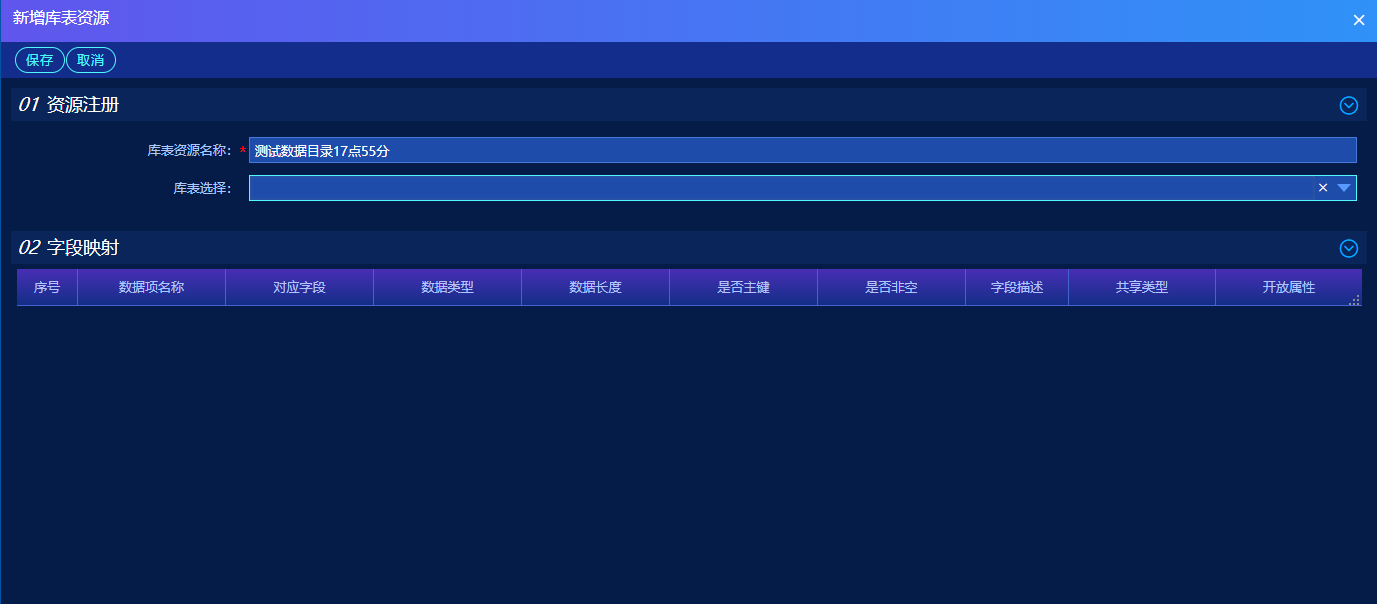 新增库表资源
保存 取消
01 资源注册
库表资源名称: * 测试数据目录17点55分
库表选择:
02 字段映射
序号 数据项名称 对应字段 数据类型 数据长度 是否主键 是否非空 字段描述 共享类型 开放属性